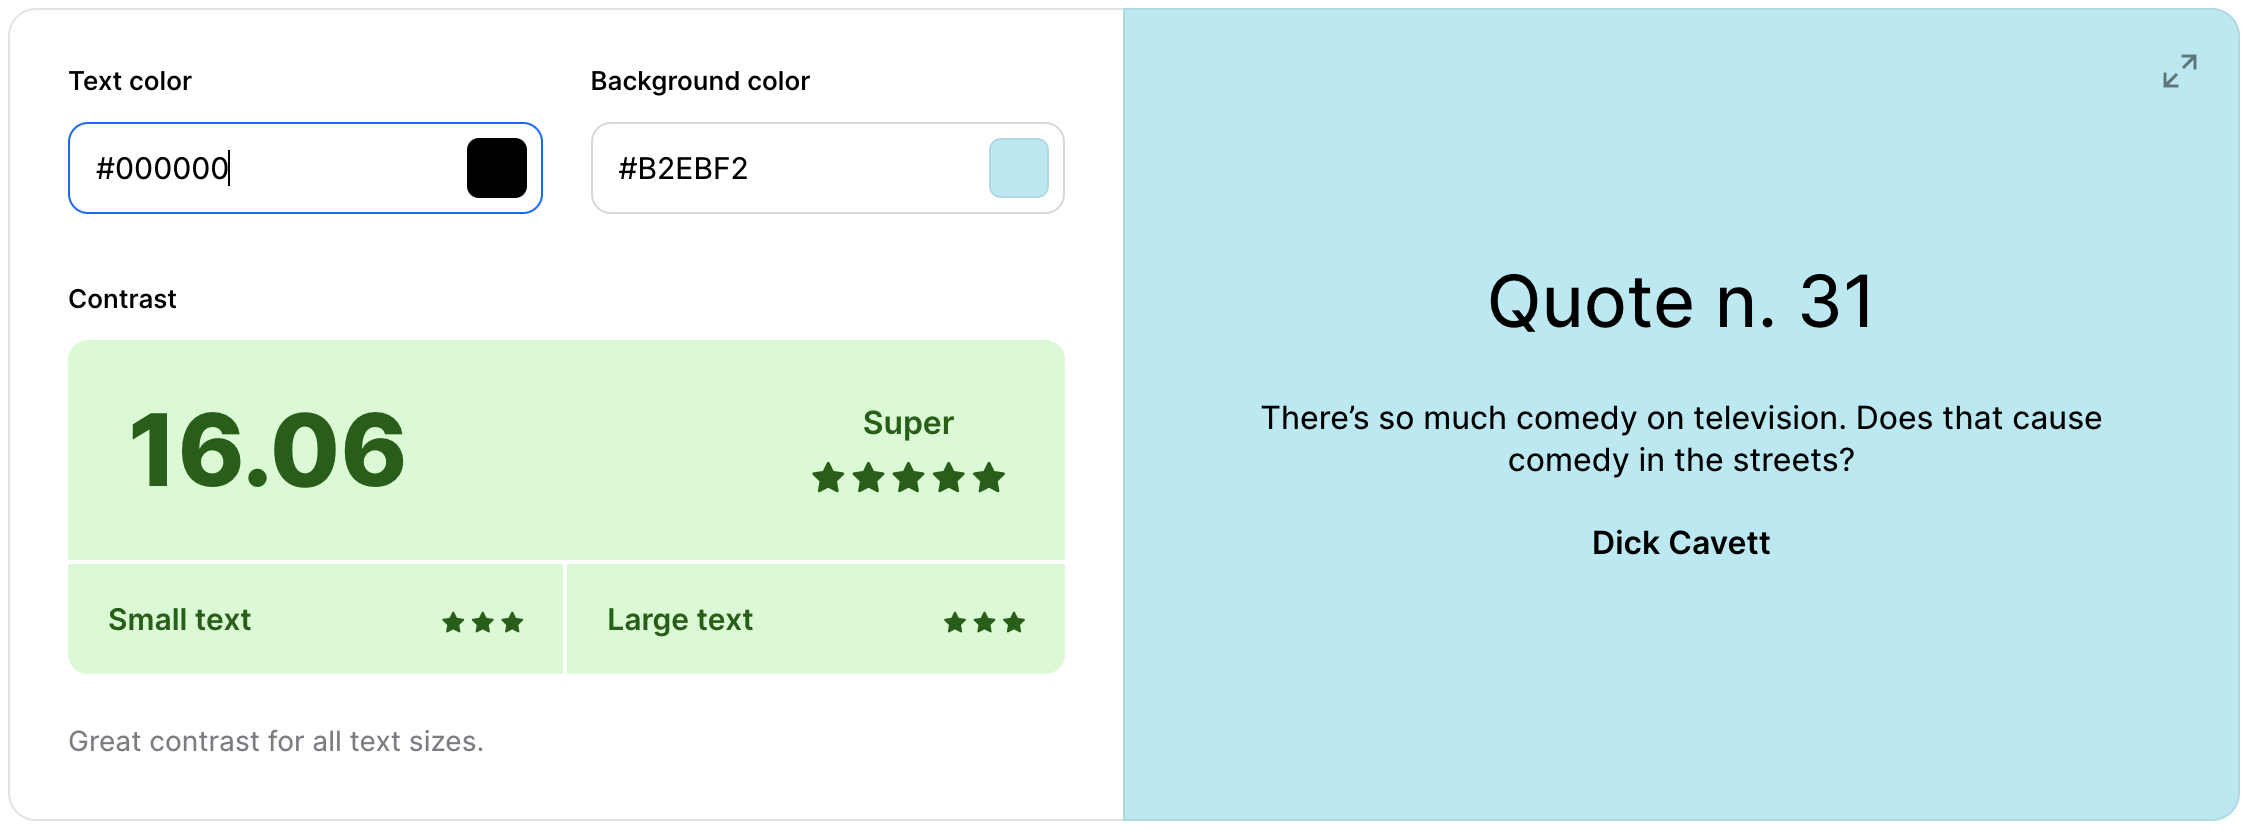 Text color
Background color
#000000
#B2EBF2
Contrast
16.06
Super
Small text
Large text
Great contrast for all text sizes.
Quote n. 31
There’s so much comedy on television. Does that cause
comedy in the streets?
Dick Cavett